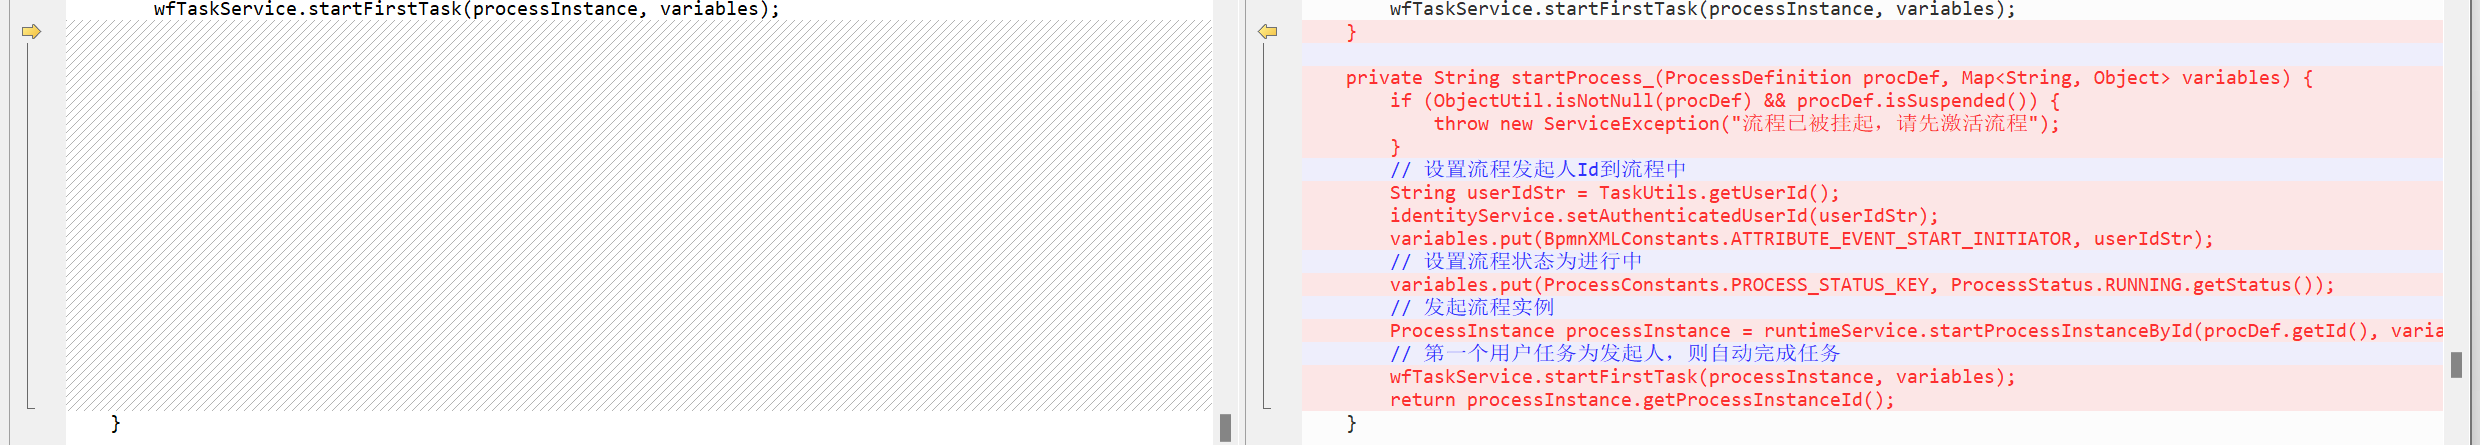 wfTaskService.startFirstTask(processInstance, variables);
}
wfTaskService.startFirstTask(processInstance, variables);
}
private String startProcess_(ProcessDefinition procDef, Map<String, Object> variables) {
if (ObjectUtil.isNotNull(procDef) && procDef.isSuspended()) {
throw new ServiceException("流程已被挂起，请先激活流程");
}
// 设置流程发起人Id到流程中
String userIdStr = TaskUtils.getUserId();
identityService.setAuthenticatedUserId(userIdStr);
variables.put(BpmnXMLConstants.ATTRIBUTE_EVENT_START_INITIATOR, userIdStr);
// 设置流程状态为进行中
variables.put(ProcessConstants.PROCESS_STATUS_KEY, ProcessStatus.RUNNING.getStatus());
// 发起流程实例
ProcessInstance processInstance = runtimeService.startProcessInstanceById(procDef.getId(), varia
// 第一个用户任务为发起人，则自动完成任务
wfTaskService.startFirstTask(processInstance, variables);
return processInstance.getProcessInstanceId();
}